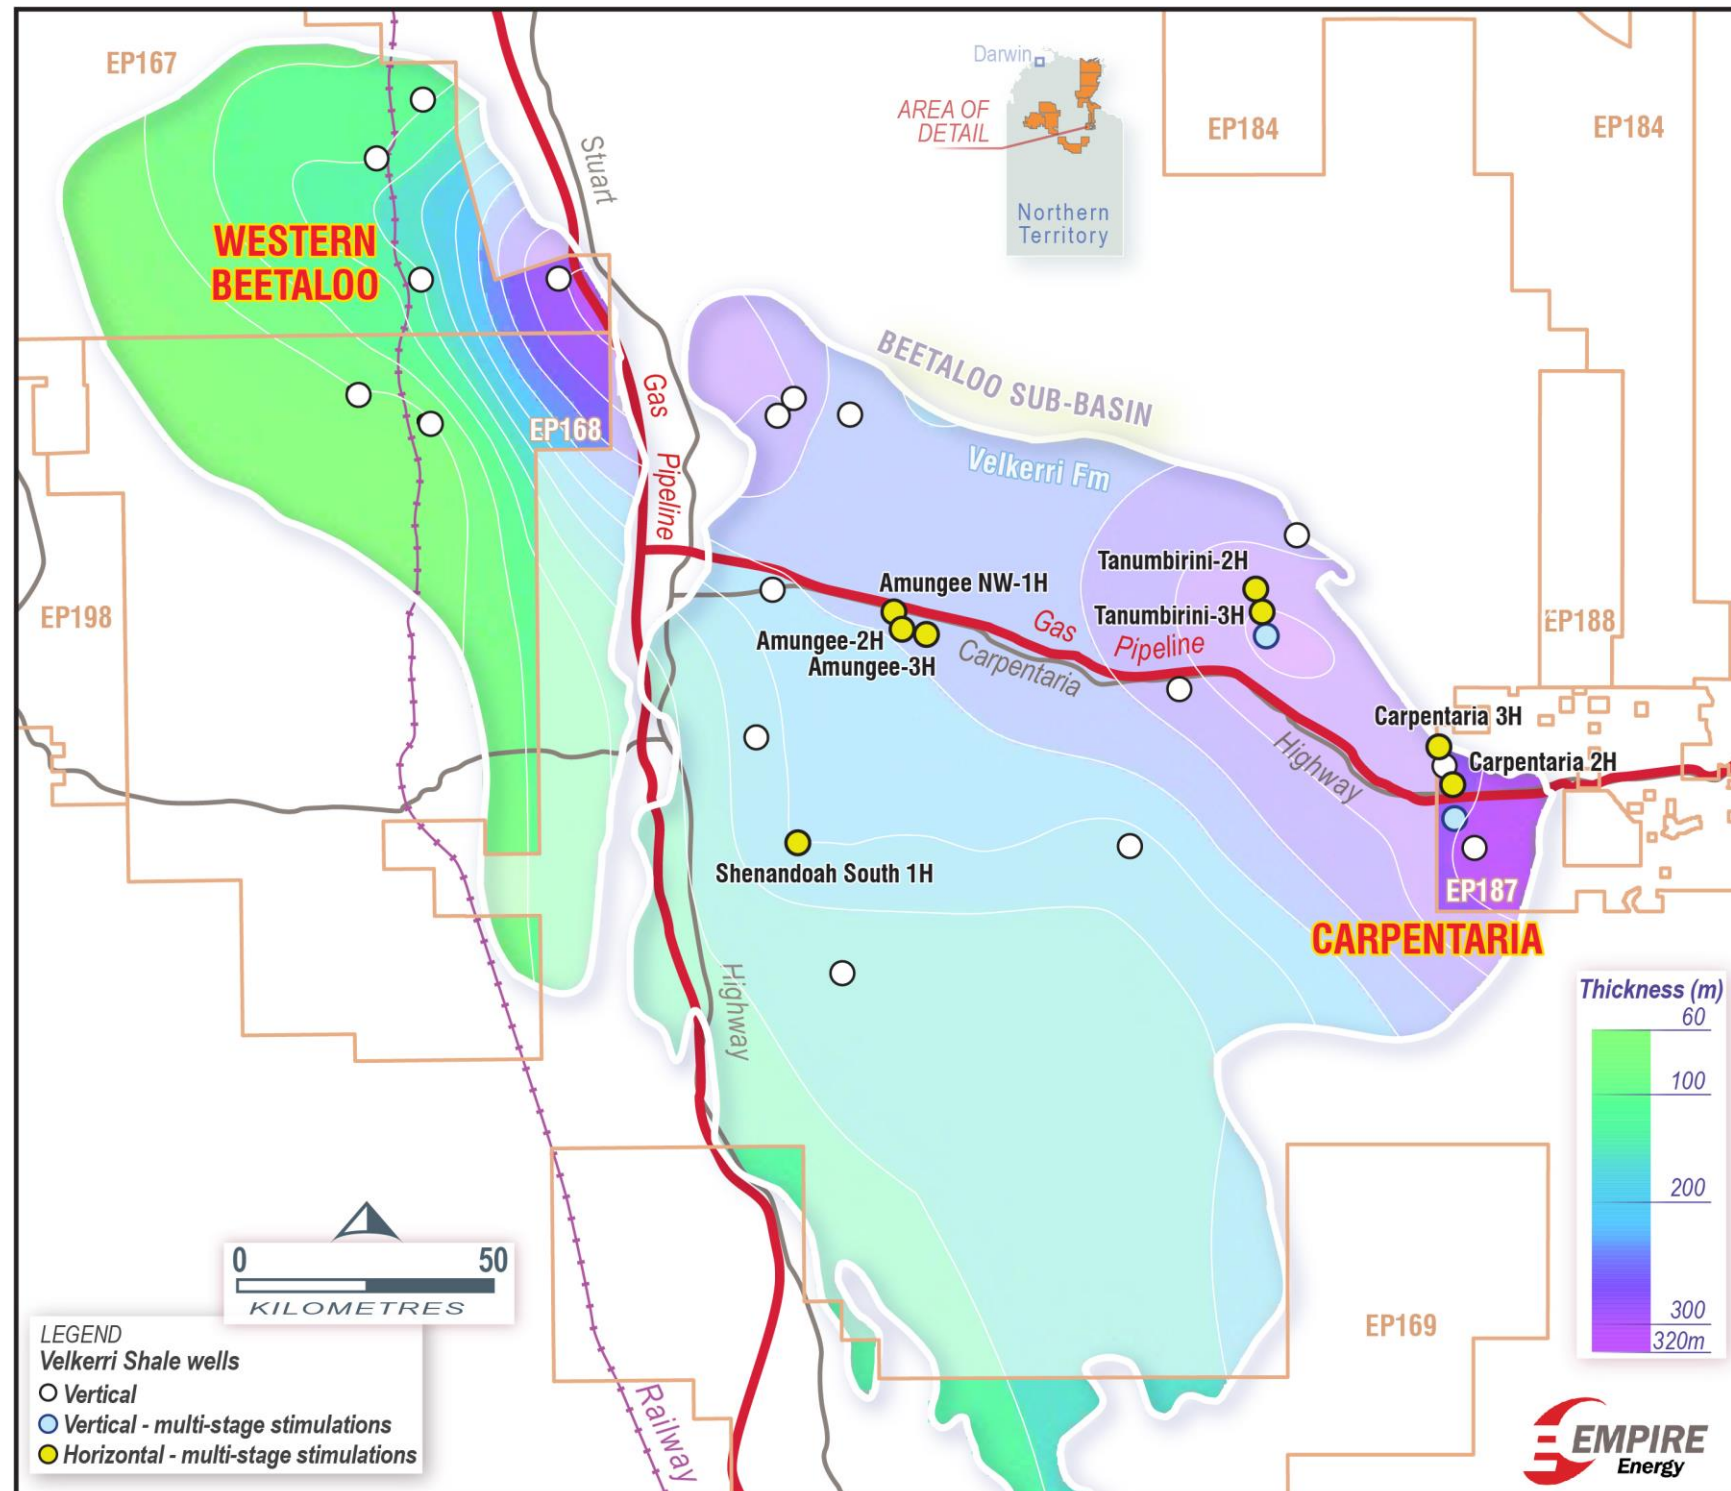 EP167
Darwin
AREA OF
DETAIL
Northern
Territory
EP184
EP184
Stuart
WESTERN
BEETALOO
BEETALOO SUB-BASIN
Velkerri Fm
Gas
Pipeline
EP168
EP198
Tanumbirini-2H
Tanumbirini-3H
Amungee NW-1H
Amungee-2H
Amungee-3H
Gas
Pipeline
Carpentaria
Highway
EP188
Carpentaria 3H
Carpentaria 2H
Shenandoah South 1H
EP187
CARPENTARIA
Highway
Thickness (m)
60
100
200
300
320m
0
50
KILOMETRES
EP169
Railway
LEGEND
Velkerri Shale wells
Vertical
Vertical - multi-stage stimulations
Horizontal - multi-stage stimulations
EMPIRE
Energy